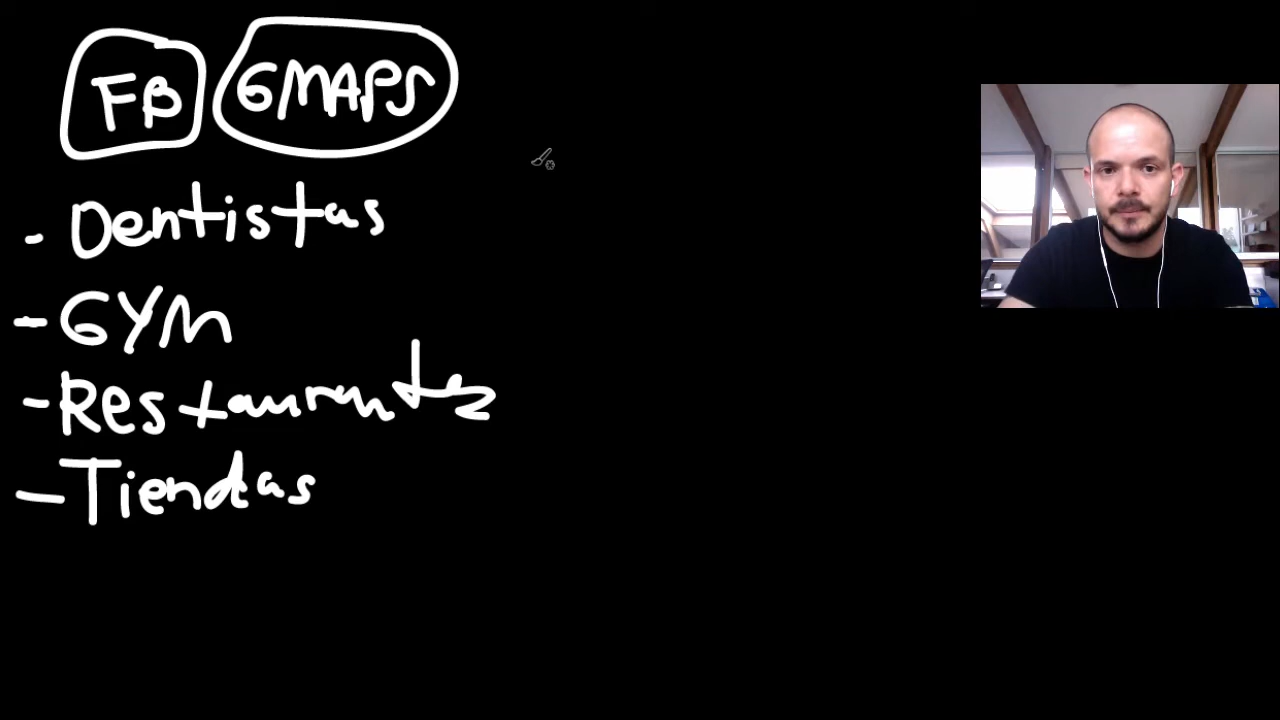 FB GMAPS
- Dentistas
- GYM
- Restaurantes
- Tiendas